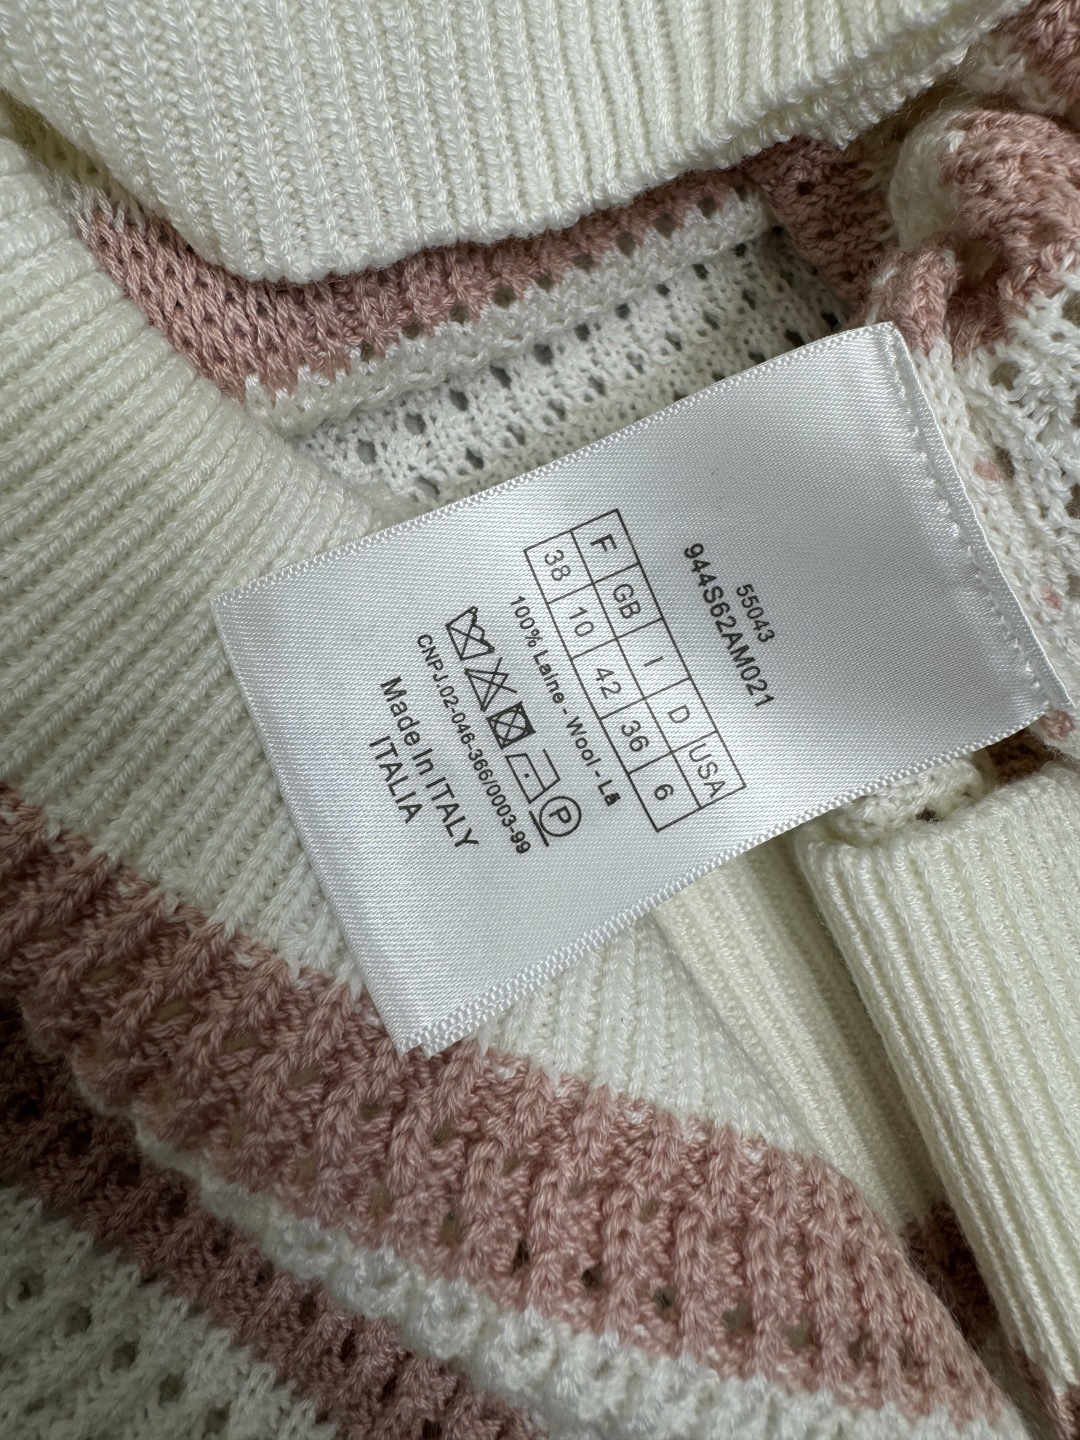 55043
944S62AM021
F GB I D USA
38 10 42 36 6
100% Laine - Wool - Lã
P
CNPJ.02-046-366/0003-99
Made In ITALY
ITALIA